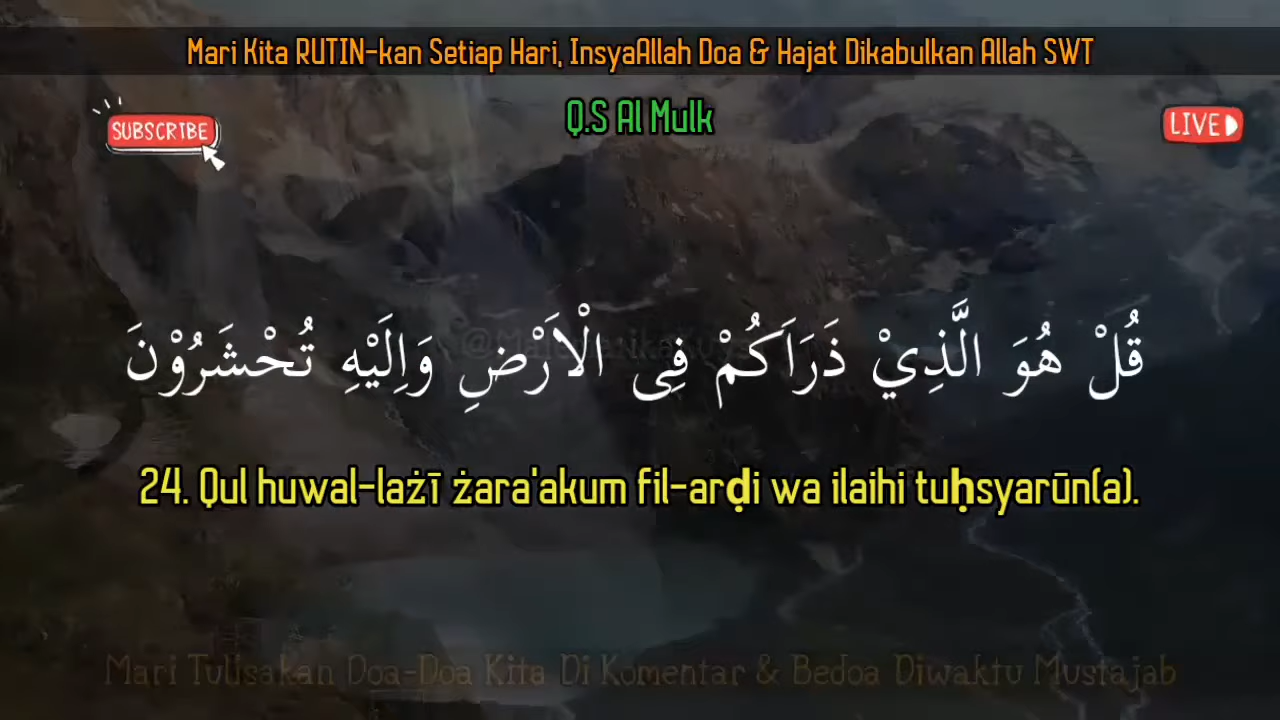 Mari Kita RUTIN-kan Setiap Hari, InsyaAllah Doa & Hajat Dikabulkan Allah SWT
SUBSCRIBE
Q.S Al Mulk
LIVE
قُلْ هُوَ الَّذِيْ ذَرَاَكُمْ فِى الْاَرْضِ وَاِلَيْهِ تُحْشَرُوْنَ
24. Qul huwal-lażī żara'akum fil-arḍi wa ilaihi tuḥsyarūn(a).
Mari Tulisakan Doa-Doa Kita Di Komentar & Bedoa Diwaktu Mustajab